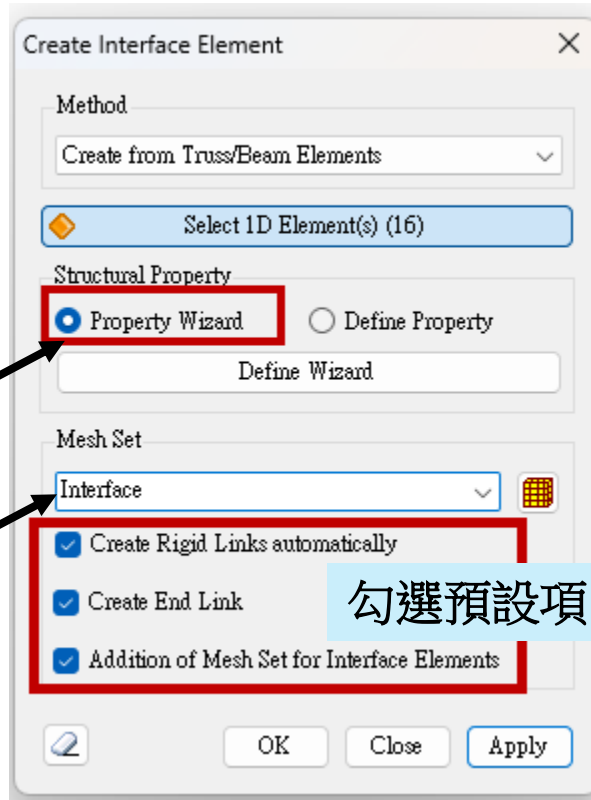 Create Interface Element
Method
Create from Truss/Beam Elements
Select 1D Element(s) (16)
Structural Property
Property Wizard
Define Property
Define Wizard
Mesh Set
Interface
Create Rigid Links automatically
Create End Link
勾選預設項
Addition of Mesh Set for Interface Elements
OK
Close
Apply